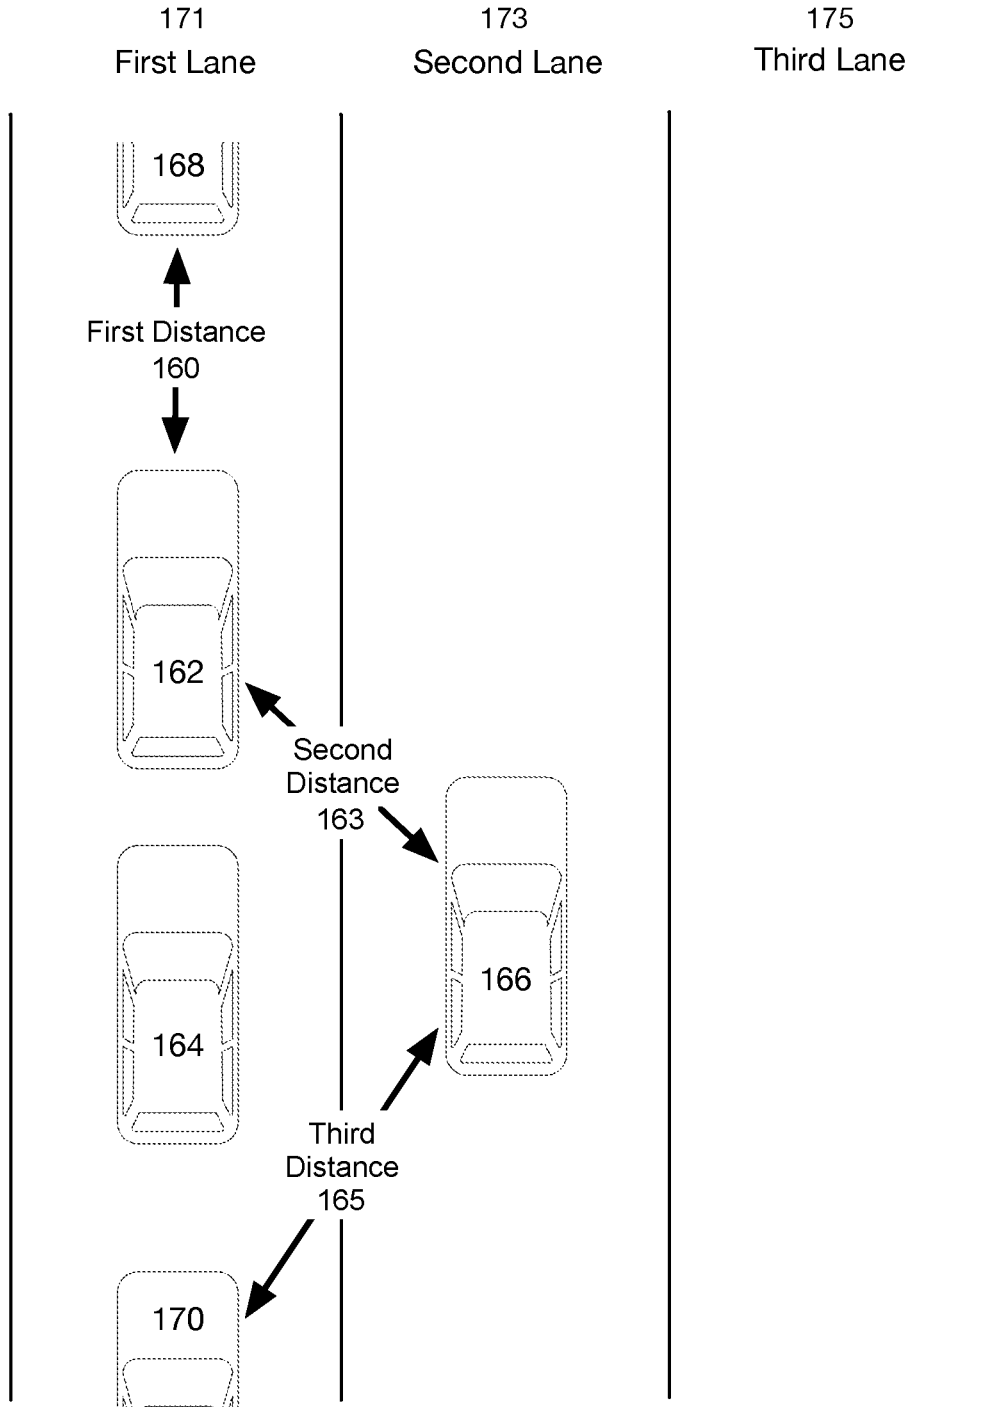 171
First Lane
173
Second Lane
175
Third Lane
168
First Distance
160
162
Second
Distance
163
166
164
Third
Distance
165
170